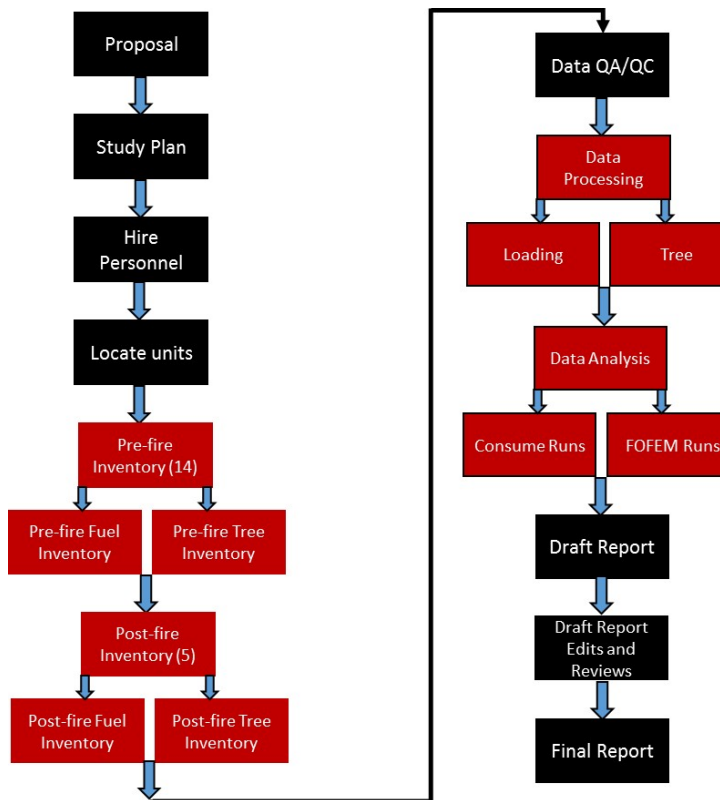 Proposal
Study Plan
Hire
Personnel
Locate units
Pre-fire
Inventory (14)
Pre-fire Fuel
Inventory
Pre-fire Tree
Inventory
Post-fire
Inventory (5)
Post-fire Fuel
Inventory
Post-fire Tree
Inventory
Data QA/QC
Data
Processing
Loading
Tree
Data Analysis
Consume Runs
FOFEM Runs
Draft Report
Draft Report
Edits and
Reviews
Final Report